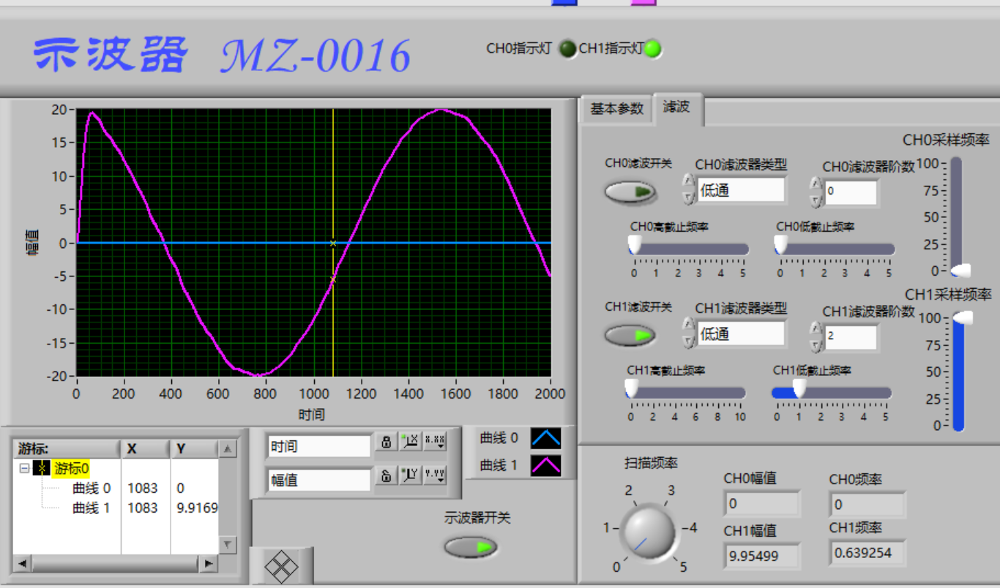 示波器 MZ-0016
CH0指示灯 CH1指示灯
基本参数 滤波
幅值
20
15
10
5
0
-5
-10
-15
-20
0 200 400 600 800 1000 1200 1400 1600 1800 2000
时间
CH0采样频率
100
75
50
25
0
CH0滤波开关
CH0滤波器类型
低通
CH0滤波器阶数
0
CH0高截止频率
0 1 2 3 4 5
CH0低截止频率
0 1 2 3 4 5
CH1采样频率
100
75
50
25
0
CH1滤波开关
CH1滤波器类型
低通
CH1滤波器阶数
2
CH1高截止频率
0 2 4 6 8 10
CH1低截止频率
0 1 2 3 4 5
游标: X Y
游标0
曲线 0 1083 0
曲线 1 1083 9.9169
时间
幅值
X
8.88
Y
Y.YY
曲线 0
曲线 1
示波器开关
扫描频率
0 1 2 3 4 5
CH0幅值
0
CH0频率
0
CH1幅值
9.95499
CH1频率
0.639254